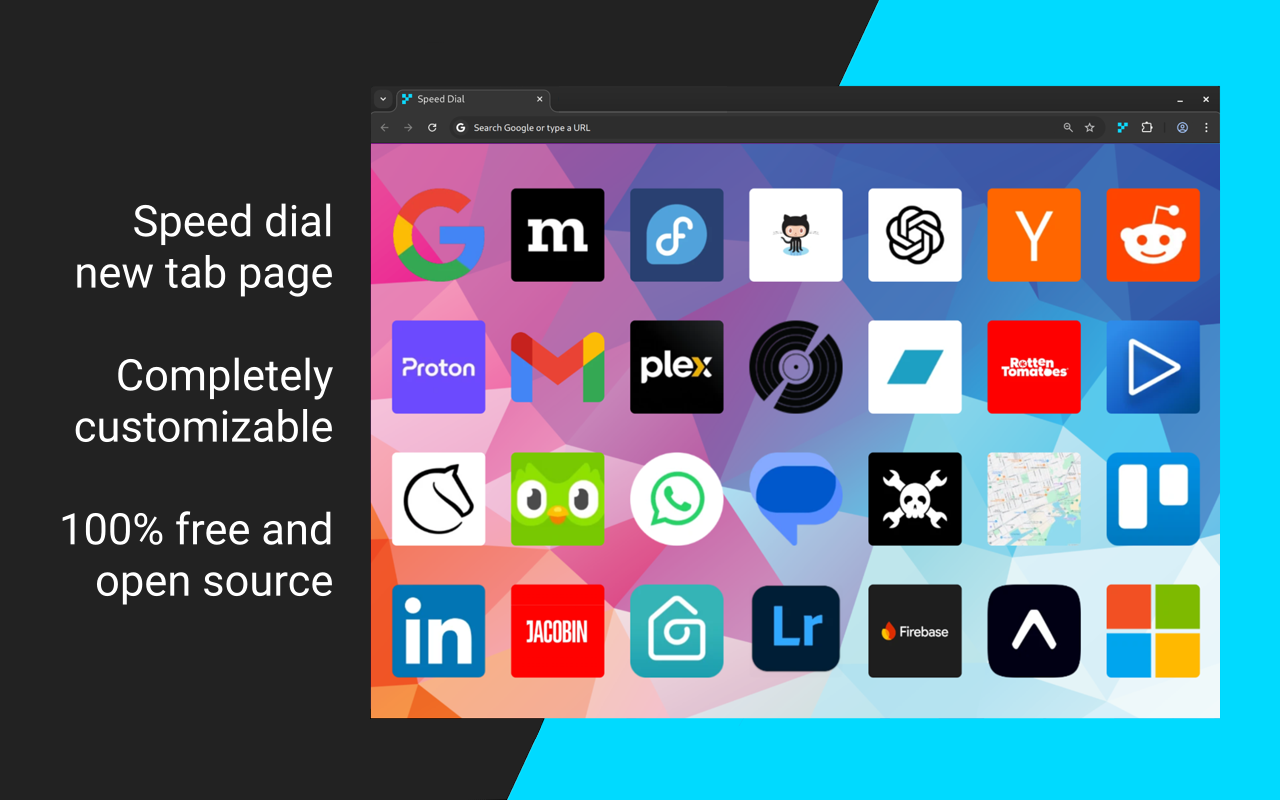 Speed dial
new tab page
Completely
customizable
100% free and
open source
Speed Dial
Search Google or type a URL
m
Y
Proton
plex
Rotten
Tomatoes
in
JACOBIN
Lr
Firebase